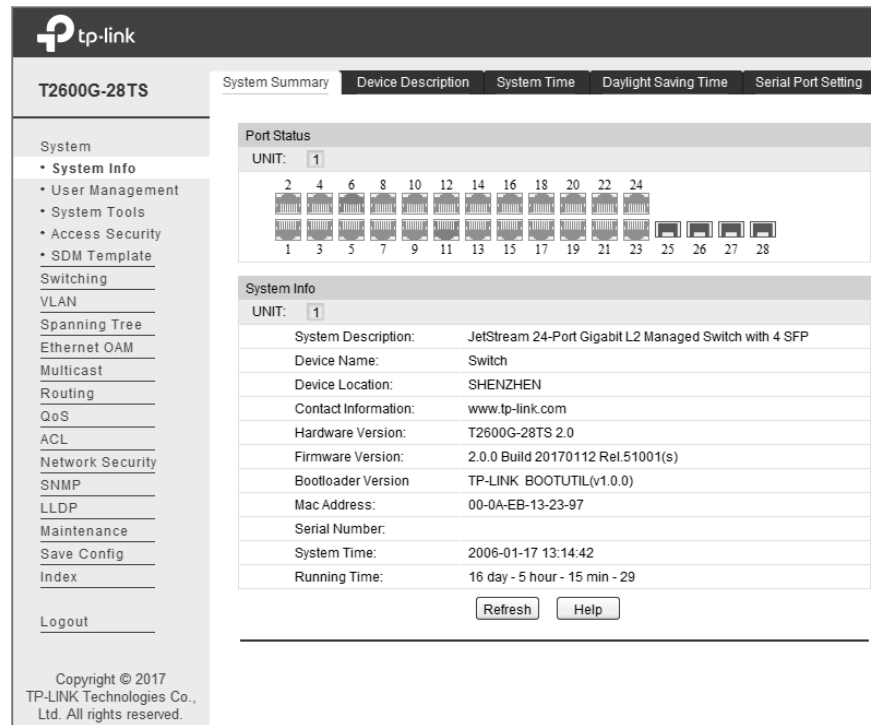 tp-link
T2600G-28TS
System Summary Device Description System Time Daylight Saving Time Serial Port Setting
System
• System Info
• User Management
• System Tools
• Access Security
• SDM Template
Switching
VLAN
Spanning Tree
Ethernet OAM
Multicast
Routing
QoS
ACL
Network Security
SNMP
LLDP
Maintenance
Save Config
Index
Logout
Copyright © 2017
TP-LINK Technologies Co.,
Ltd. All rights reserved.
Port Status
UNIT: 1
2 4 6 8 10 12 14 16 18 20 22 24
1 3 5 7 9 11 13 15 17 19 21 23 25 26 27 28
System Info
UNIT: 1
System Description: JetStream 24-Port Gigabit L2 Managed Switch with 4 SFP
Device Name: Switch
Device Location: SHENZHEN
Contact Information: www.tp-link.com
Hardware Version: T2600G-28TS 2.0
Firmware Version: 2.0.0 Build 20170112 Rel.51001(s)
Bootloader Version TP-LINK BOOTUTIL(v1.0.0)
Mac Address: 00-0A-EB-13-23-97
Serial Number:
System Time: 2006-01-17 13:14:42
Running Time: 16 day - 5 hour - 15 min - 29
Refresh Help